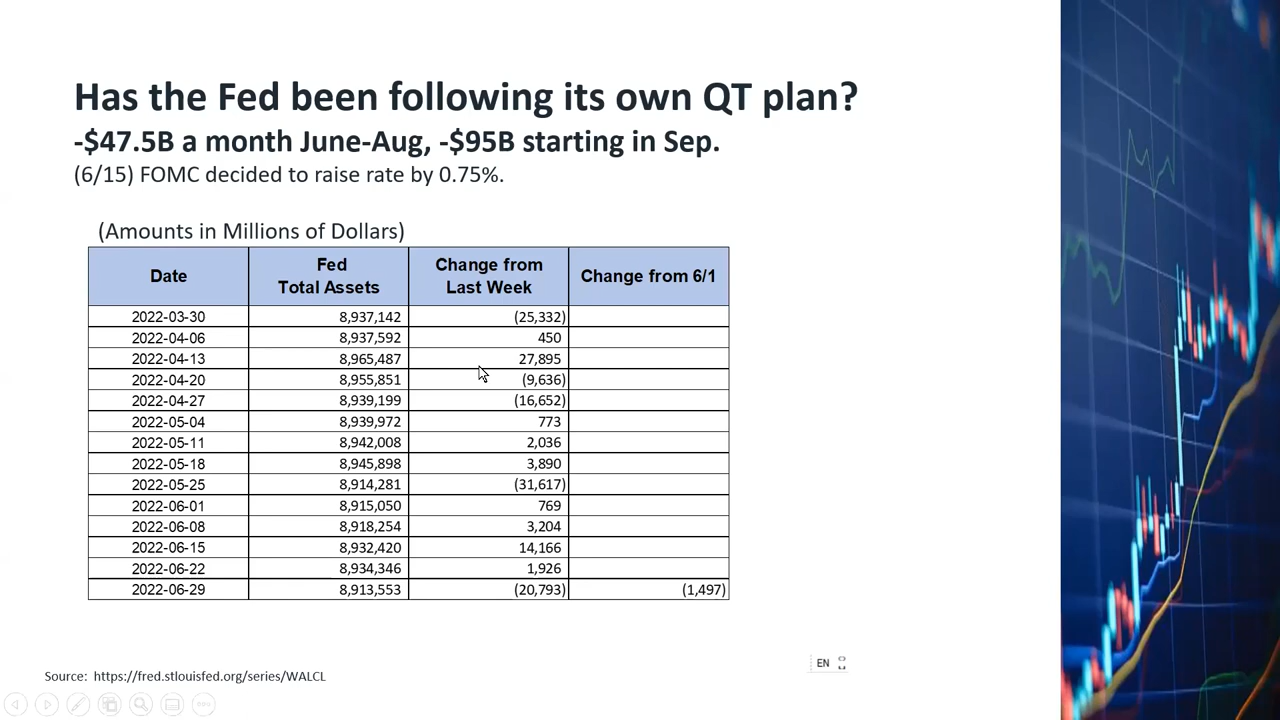 Has the Fed been following its own QT plan?
-$47.5B a month June-Aug, -$95B starting in Sep.
(6/15) FOMC decided to raise rate by 0.75%.
(Amounts in Millions of Dollars)
Date Fed Total Assets Change from Last Week Change from 6/1
2022-03-30 8,937,142 (25,332)
2022-04-06 8,937,592 450
2022-04-13 8,965,487 27,895
2022-04-20 8,955,851 (9,636)
2022-04-27 8,939,199 (16,652)
2022-05-04 8,939,972 773
2022-05-11 8,942,008 2,036
2022-05-18 8,945,898 3,890
2022-05-25 8,914,281 (31,617)
2022-06-01 8,915,050 769
2022-06-08 8,918,254 3,204
2022-06-15 8,932,420 14,166
2022-06-22 8,934,346 1,926
2022-06-29 8,913,553 (20,793) (1,497)
EN
Source: https://fred.stlouisfed.org/series/WALCL